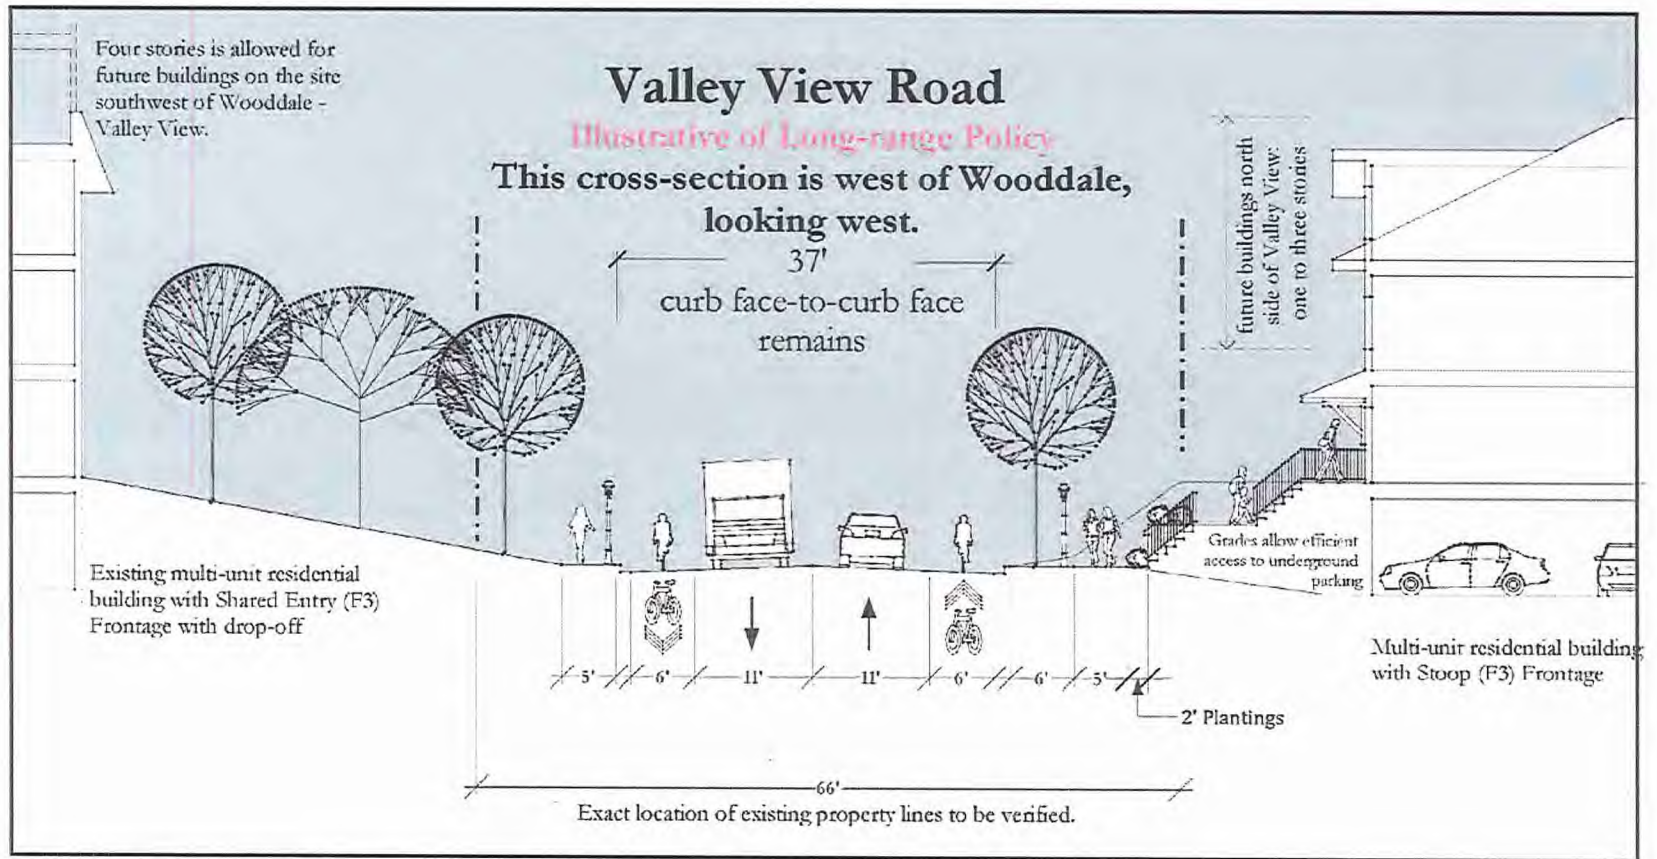 Four stories is allowed for
future buildings on the site
southwest of Wooddale -
Valley View.
Valley View Road
Illustrative of Long-range Policy
This cross-section is west of Wooddale,
looking west.
37'
curb face-to-curb face
remains
future buildings north
side of Valley View:
one to three stories
Grades allow efficient
access to underground
parking
Existing multi-unit residential
building with Shared Entry (F3)
Frontage with drop-off
Multi-unit residential building
with Stoop (F3) Frontage
5' 6' 11' 11' 6' 6' 5'
2' Plantings
66'
Exact location of existing property lines to be verified.